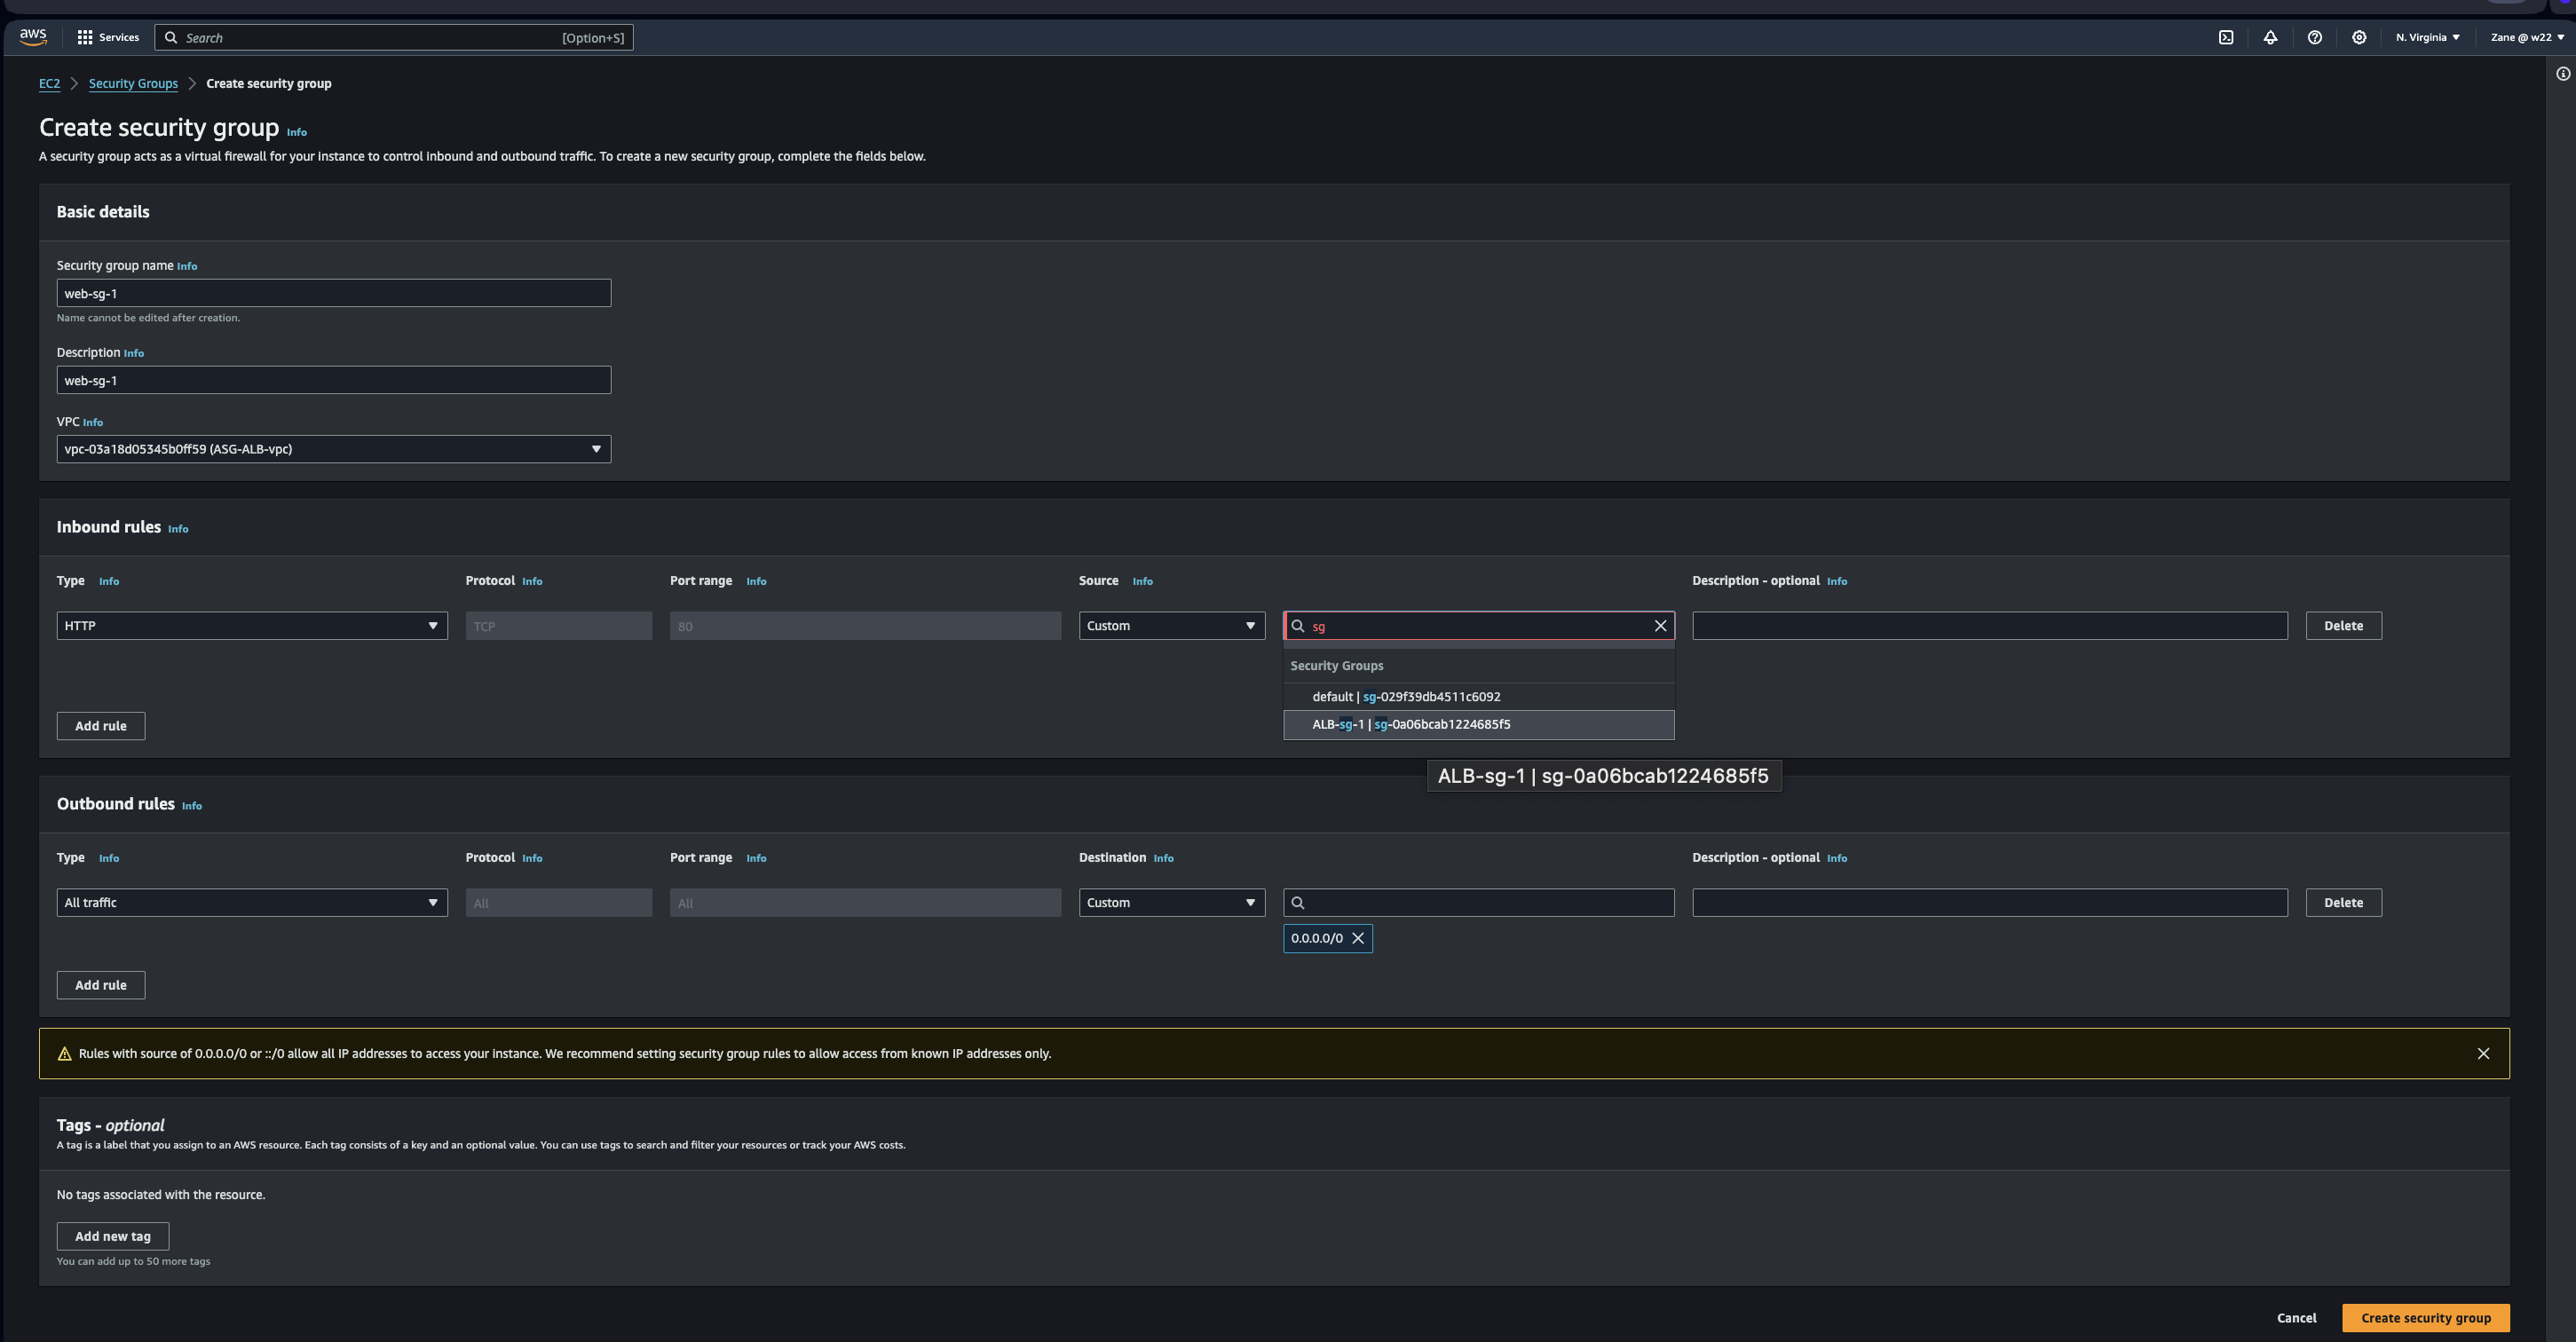 aws Services Search [Option+S] N. Virginia Zane @ w22
EC2 Security Groups Create security group
Create security group Info
A security group acts as a virtual firewall for your instance to control inbound and outbound traffic. To create a new security group, complete the fields below.
Basic details
Security group name Info
web-sg-1
Name cannot be edited after creation.
Description Info
web-sg-1
VPC Info
vpc-03a18d05345b0ff59 (ASG-ALB-vpc)
Inbound rules Info
Type Info Protocol Info Port range Info Source Info Description - optional Info
HTTP TCP 80 Custom sg Delete
Security Groups
default | sg-029f39db4511c6092
ALB-sg-1 | sg-0a06bcab1224685f5
Add rule
ALB-sg-1 | sg-0a06bcab1224685f5
Outbound rules Info
Type Info Protocol Info Port range Info Destination Info Description - optional Info
All traffic All All Custom Delete
0.0.0.0/0
Add rule
Rules with source of 0.0.0.0/0 or ::/0 allow all IP addresses to access your instance. We recommend setting security group rules to allow access from known IP addresses only.
Tags - optional
A tag is a label that you assign to an AWS resource. Each tag consists of a key and an optional value. You can use tags to search and filter your resources or track your AWS costs.
No tags associated with the resource.
Add new tag
You can add up to 50 more tags
Cancel Create security group